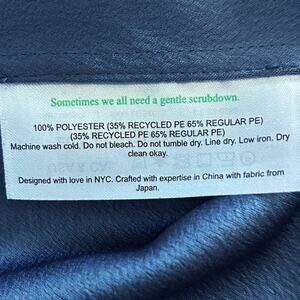 Sometimes we all need a gentle scrubdown.
100% POLYESTER (35% RECYCLED PE 65% REGULAR PE)
(35% RECYCLED PE 65% REGULAR PE)
Machine wash cold. Do not bleach. Do not tumble dry. Line dry. Low iron. Dry
clean okay.
Designed with love in NYC. Crafted with expertise in China with fabric from
Japan.